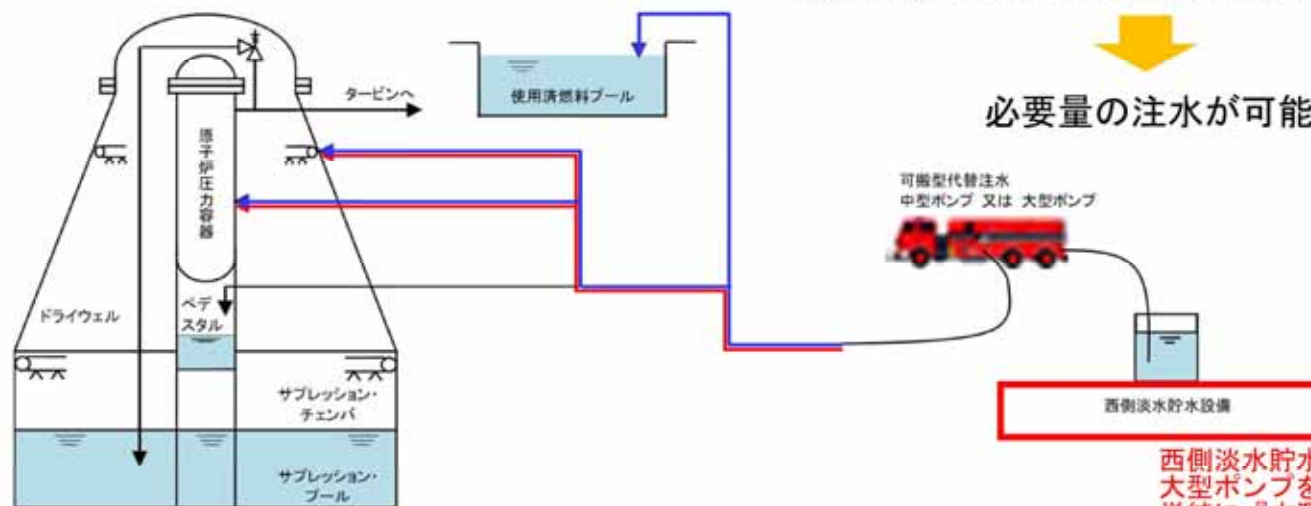 必要量の注水が可能
タービンへ
使用済燃料プール
原子炉圧力容器
可搬型代替注水
中型ポンプ 又は 大型ポンプ
ペデ
スタル
ドライウェル
サプレッション・
チェンバ
西側淡水貯水設備
サプレッション・
プール
西側淡水貯水
大型ポンプを